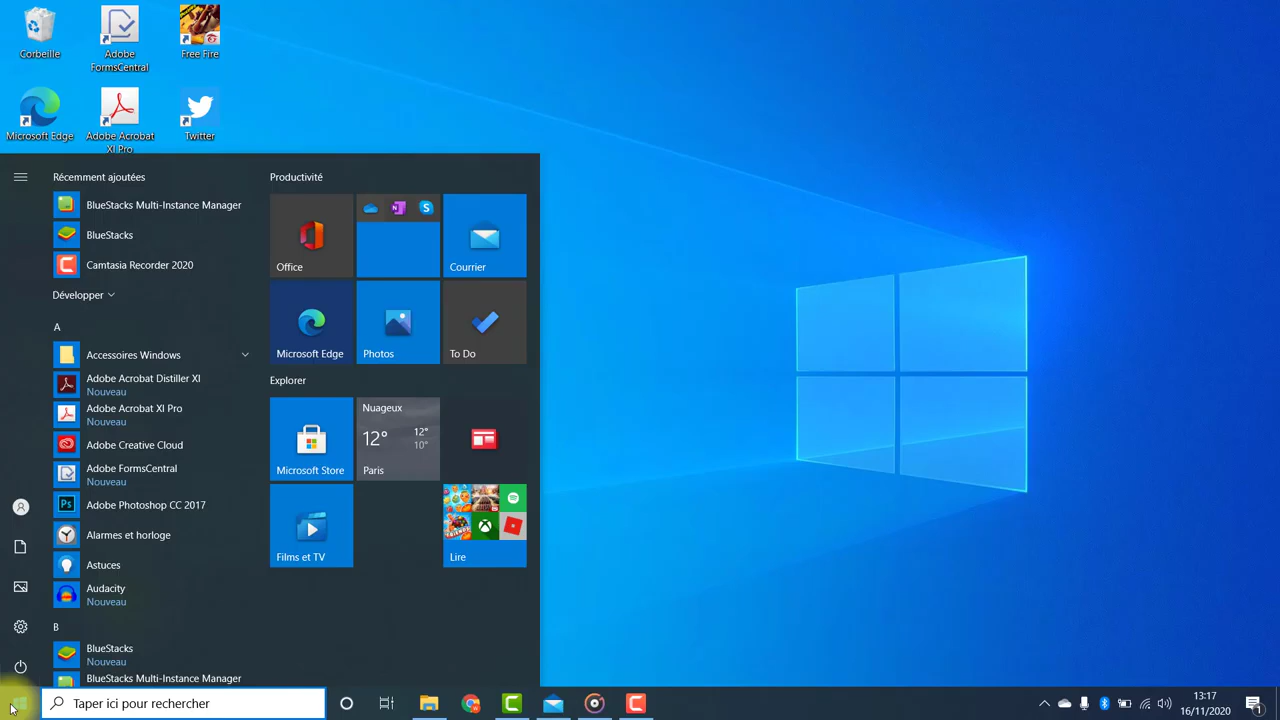 Corbeille
Adobe
FormsCentral
Free Fire
Microsoft Edge
Adobe Acrobat
XI Pro
Twitter
Récemment ajoutées
BlueStacks Multi-Instance Manager
BlueStacks
Camtasia Recorder 2020
Développer
A
Accessoires Windows
Adobe Acrobat Distiller XI
Nouveau
Adobe Acrobat XI Pro
Nouveau
Adobe Creative Cloud
Adobe FormsCentral
Nouveau
Adobe Photoshop CC 2017
Alarmes et horloge
Astuces
Audacity
Nouveau
B
BlueStacks
Nouveau
BlueStacks Multi-Instance Manager
Productivité
Office
Courrier
Microsoft Edge
Photos
To Do
Explorer
Microsoft Store
Nuageux
12°
12°
10°
Paris
Films et TV
Lire
Taper ici pour rechercher
13:17
16/11/2020
1